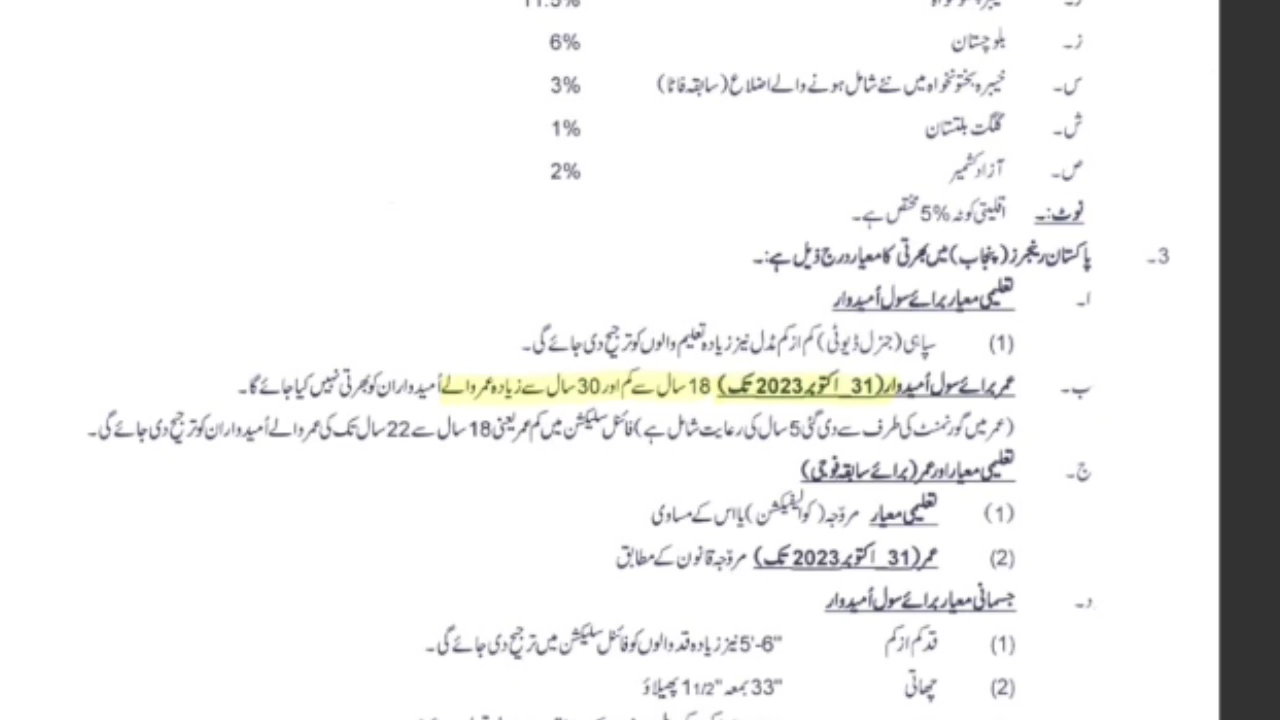 11.5%
ز۔ بلوچستان 6%
س۔ خیبرپختونخواہ میں نئے شامل ہونے والے اضلاع (سابقہ فاٹا) 3%
ش۔ گلگت بلتستان 1%
ص۔ آزاد کشمیر 2%
نوٹ:۔ اقلیتی کوٹہ 5% مختص ہے۔
3۔ پاکستان رینجرز (پنجاب) میں بھرتی کا معیار درج ذیل ہے:۔
ا۔ تعلیمی معیار برائے سول اُمیدوار
(1) سپاہی (جنرل ڈیوٹی) کم از کم مڈل نیز زیادہ تعلیم والوں کو ترجیح دی جائے گی۔
ب۔ عمر برائے سول اُمیدوار (31 اکتوبر 2023 تک) 18 سال سے کم اور 30 سال سے زیادہ عمر والے اُمیدواران کو بھرتی نہیں کیا جائے گا۔
(عمر میں گورنمنٹ کی طرف سے دی گئی 5 سال کی رعایت شامل ہے) فائنل سلیکشن میں کم عمر یعنی 18 سال سے 22 سال تک کی عمر والے اُمیدواران کو ترجیح دی جائے گی۔
ج۔ تعلیمی معیار اور عمر (برائے سابقہ فوجی)
(1) تعلیمی معیار مروّجہ (کوالیفیکیشن) یا اس کے مساوی
(2) عمر (31 اکتوبر 2023 تک) مروّجہ قانون کے مطابق
د۔ جسمانی معیار برائے سول اُمیدوار
(1) قد کم از کم 5'-6" نیز زیادہ قد والوں کو فائنل سلیکشن میں ترجیح دی جائے گی۔
(2) چھاتی 33" بمعہ 1 1/2" پھیلاؤ